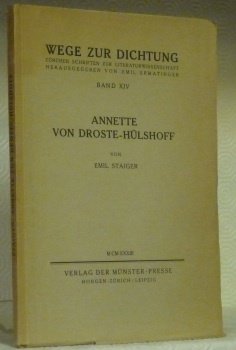 WEGE ZUR DICHTUNG
ZÜRCHER SCHRIFTEN ZUR LITERATURWISSENSCHAFT
HERAUSGEGEBEN VON EMIL ERMATINGER
BAND XIV
ANNETTE
VON DROSTE-HÜLSHOFF
VON
EMIL STAIGER
MCMXXXIII
VERLAG DER MÜNSTER-PRESSE
HORGEN-ZÜRICH/LEIPZIG